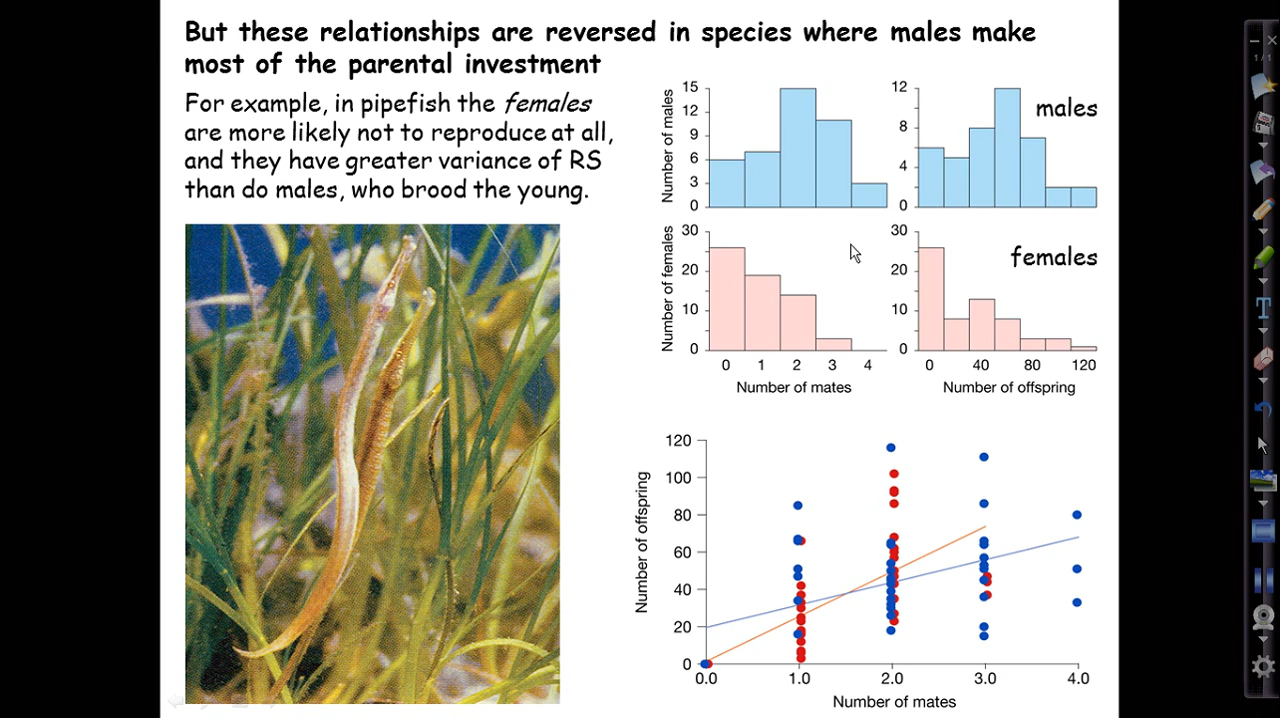 But these relationships are reversed in species where males make
most of the parental investment
For example, in pipefish the females
are more likely not to reproduce at all,
and they have greater variance of RS
than do males, who brood the young.
Number of males
15
12
9
6
3
0
12
8
4
0
males
Number of females
30
20
10
0
30
20
10
0
females
0 1 2 3 4
Number of mates
0 40 80 120
Number of offspring
Number of offspring
120
100
80
60
40
20
0
0.0 1.0 2.0 3.0 4.0
Number of mates
1/1
T